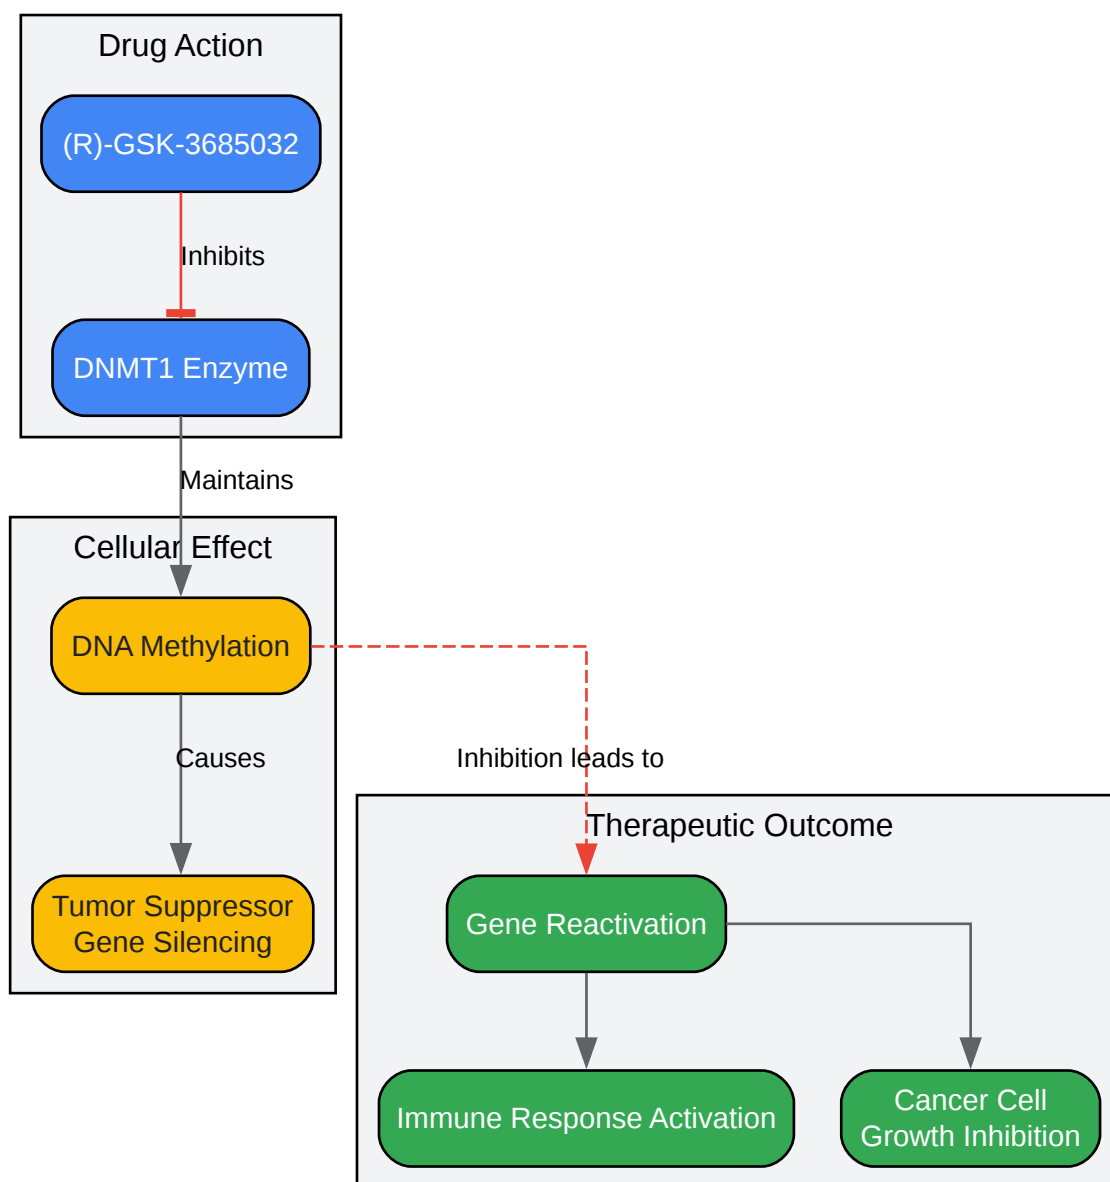 Drug Action
(R)-GSK-3685032
Inhibits
DNMT1 Enzyme
Maintains
Cellular Effect
DNA Methylation
Causes
Inhibition leads to
Therapeutic Outcome
Tumor Suppressor
Gene Silencing
Gene Reactivation
Immune Response Activation
Cancer Cell
Growth Inhibition